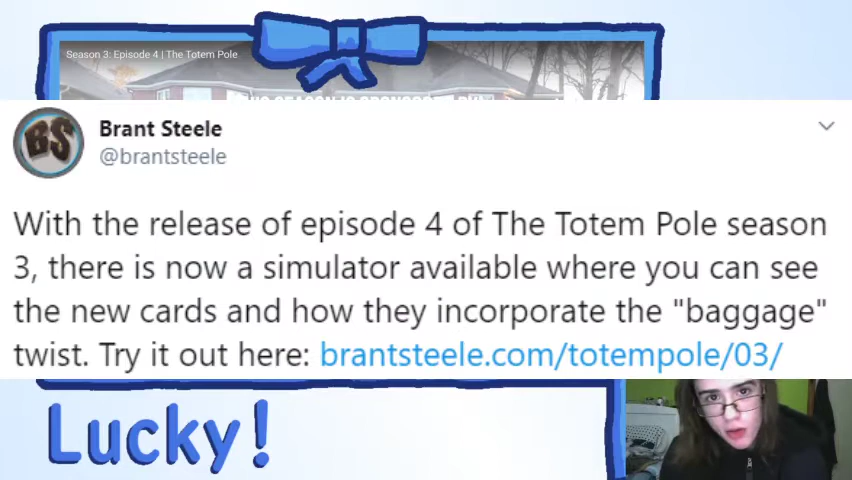 Season 3: Episode 4 | The Totem Pole
BS
Brant Steele
@brantsteele
With the release of episode 4 of The Totem Pole season
3, there is now a simulator available where you can see
the new cards and how they incorporate the "baggage"
twist. Try it out here: brantsteele.com/totempole/03/
Lucky!